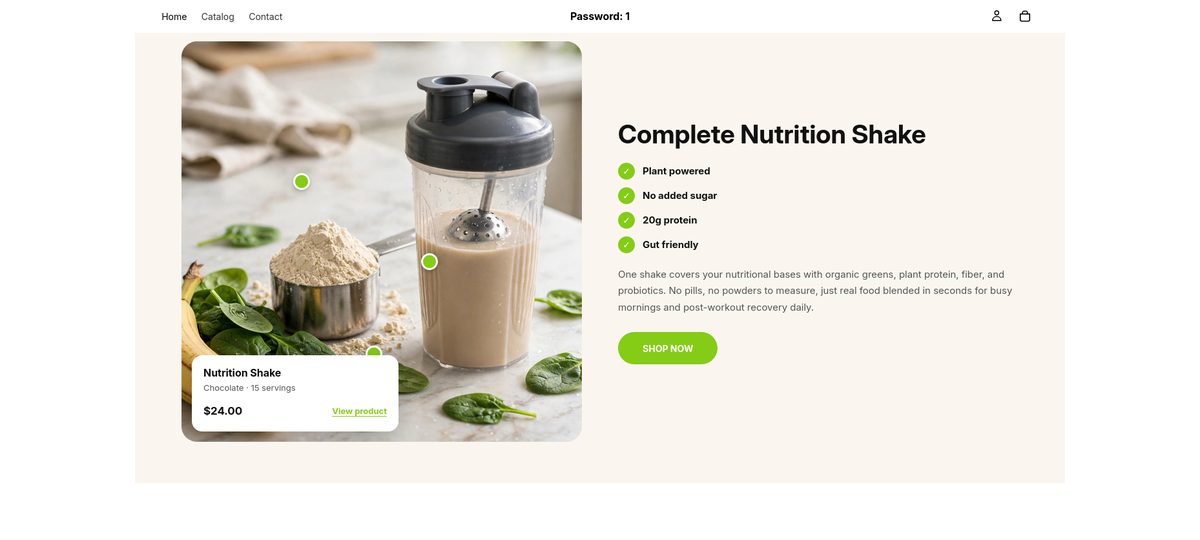 Home Catalog Contact Password: 1
Complete Nutrition Shake
✓ Plant powered
✓ No added sugar
✓ 20g protein
✓ Gut friendly
One shake covers your nutritional bases with organic greens, plant protein, fiber, and
probiotics. No pills, no powders to measure, just real food blended in seconds for busy
mornings and post-workout recovery daily.
SHOP NOW
Nutrition Shake
Chocolate · 15 servings
$24.00 View product